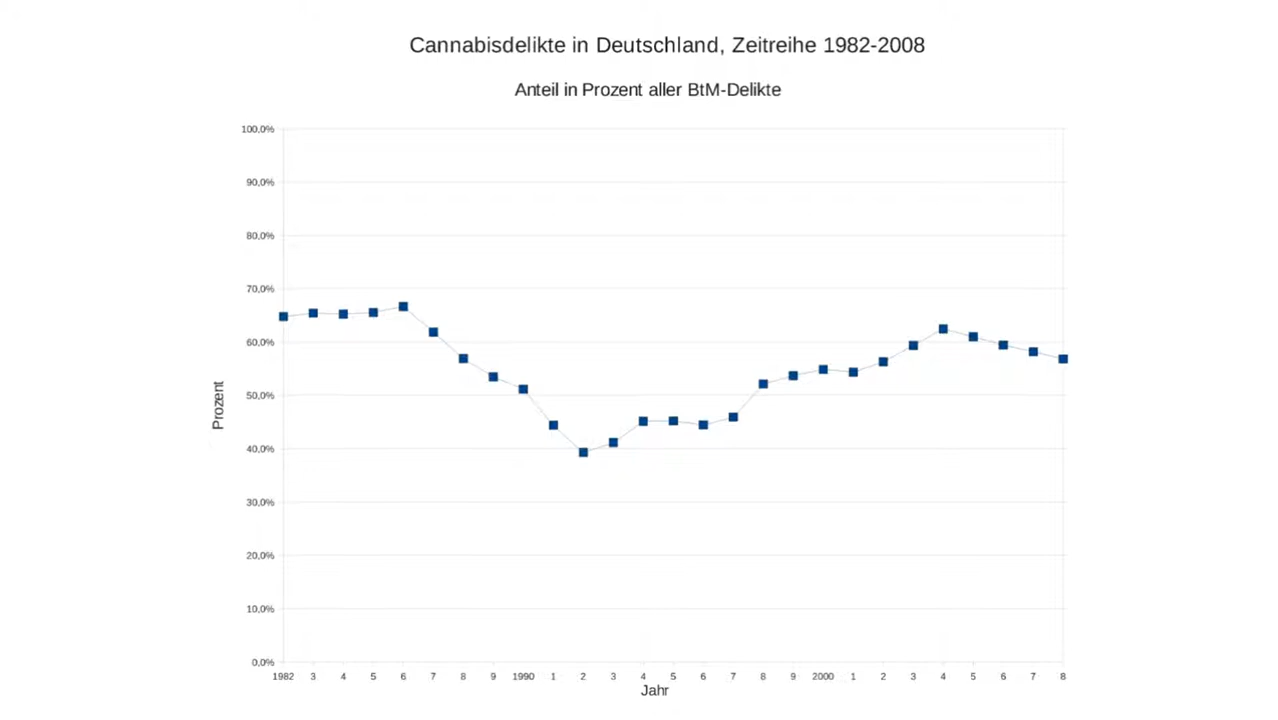 Cannabisdelikte in Deutschland, Zeitreihe 1982-2008
Anteil in Prozent aller BtM-Delikte
100,0%
90,0%
80,0%
70,0%
60,0%
50,0%
40,0%
30,0%
20,0%
10,0%
0,0%
Prozent
1982 3 4 5 6 7 8 9 1990 1 2 3 4 5 6 7 8 9 2000 1 2 3 4 5 6 7 8
Jahr